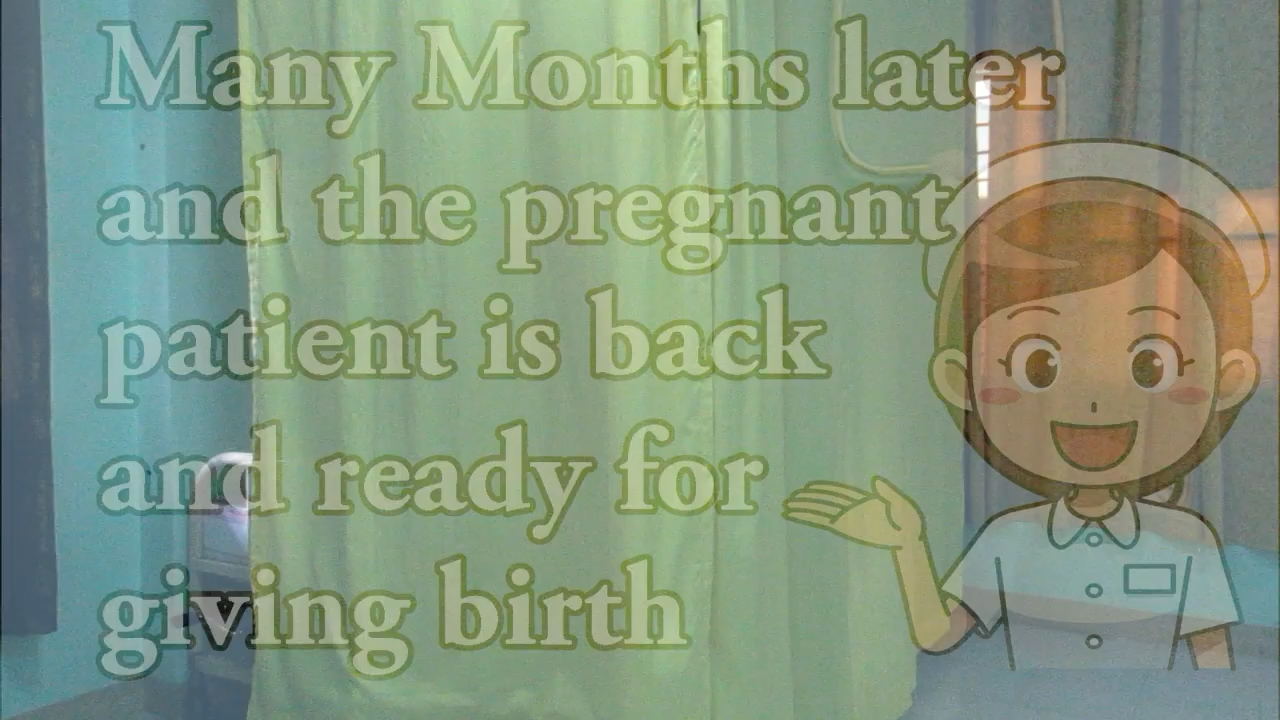 Many Months later
and the pregnant
patient is back
and ready for
giving birth